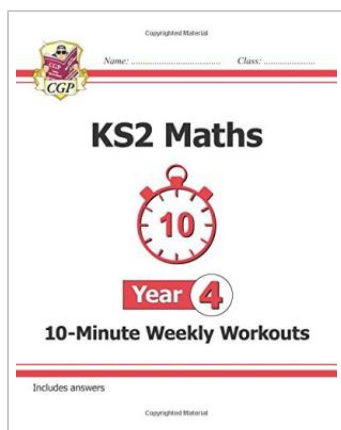 Copyrighted Material
Name: ........................................ Class: ....................
CGP
KS2 Maths
10
Year 4
10-Minute Weekly Workouts
Includes answers
Copyrighted Material